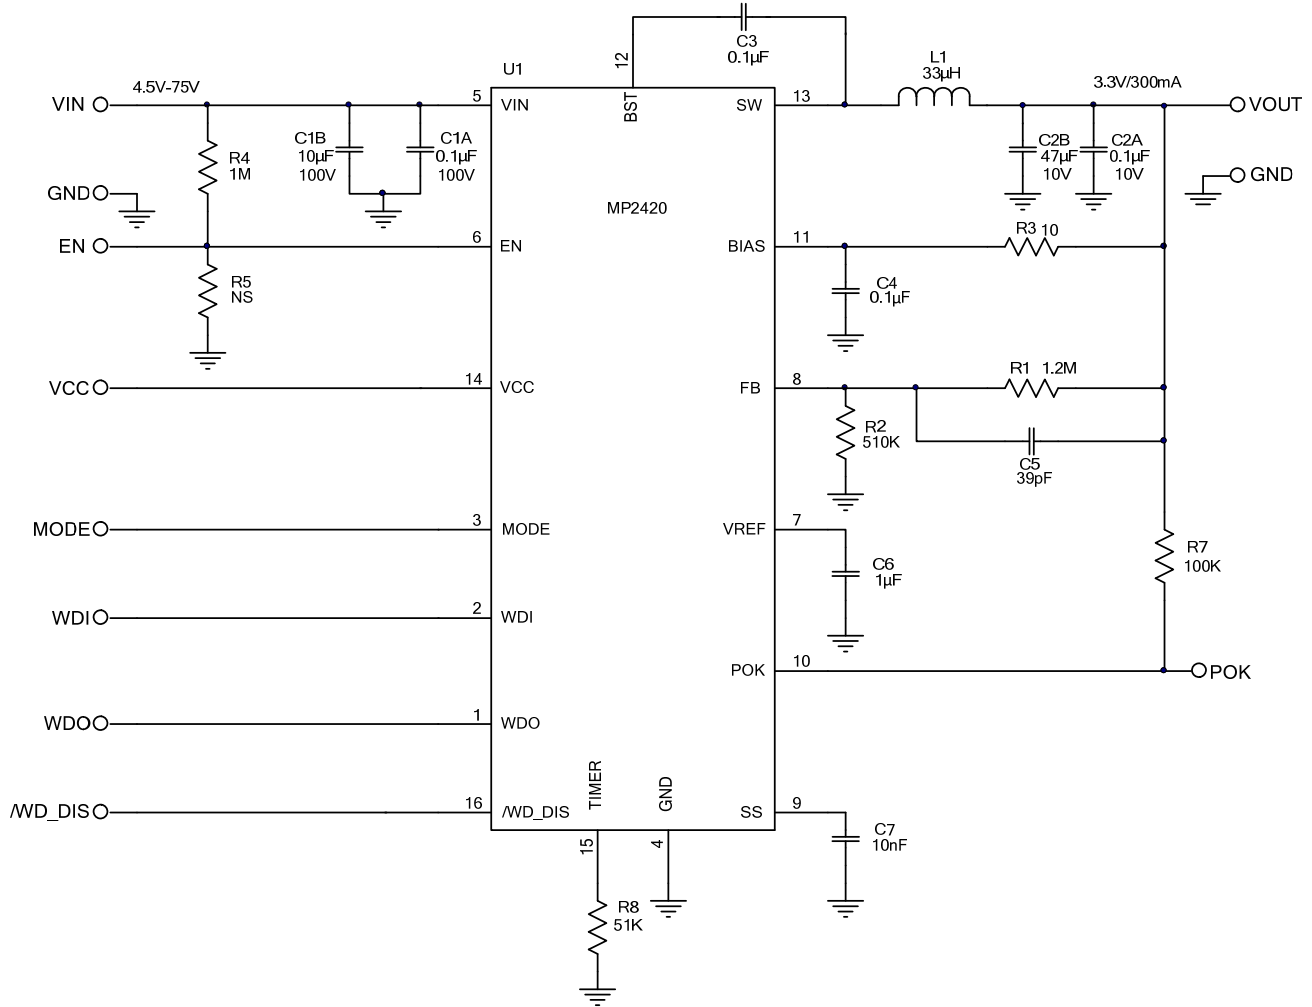 C3
0.1µF
12
U1
4.5V-75V
L1
33µH
3.3V/300mA
VIN
5
VIN
BST
SW
13
VOUT
C1B
10µF
100V
C1A
0.1µF
100V
C2B
47µF
10V
C2A
0.1µF
10V
R4
1M
GND
GND
MP2420
EN
6
EN
BIAS
11
R3 10
R5
NS
C4
0.1µF
VCC
14
VCC
FB
8
R1 1.2M
R2
510K
C5
39pF
MODE
3
MODE
VREF
7
C6
1µF
R7
100K
WDI
2
WDI
POK
10
POK
WDO
1
WDO
TIMER
GND
/WD_DIS
16
/WD_DIS
SS
9
C7
10nF
15
4
R8
51K